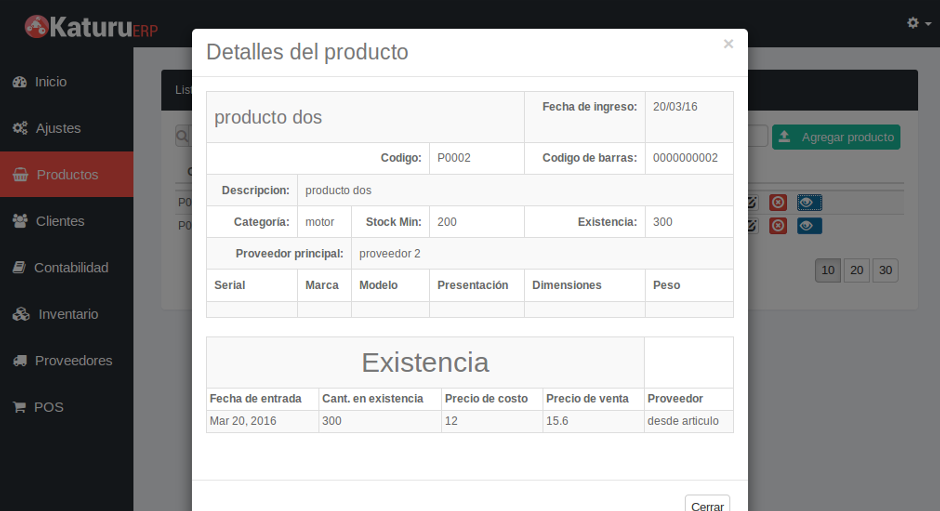 KaturuERP
Detalles del producto ×
Inicio
Ajustes
Productos
Clientes
Contabilidad
Inventario
Proveedores
POS
Agregar producto
10 20 30
producto dos Fecha de ingreso: 20/03/16
Codigo: P0002 Codigo de barras: 0000000002
Descripcion: producto dos
Categoría: motor Stock Min: 200 Existencia: 300
Proveedor principal: proveedor 2
Serial Marca Modelo Presentación Dimensiones Peso
Existencia
Fecha de entrada Cant. en existencia Precio de costo Precio de venta Proveedor
Mar 20, 2016 300 12 15.6 desde articulo
Cerrar